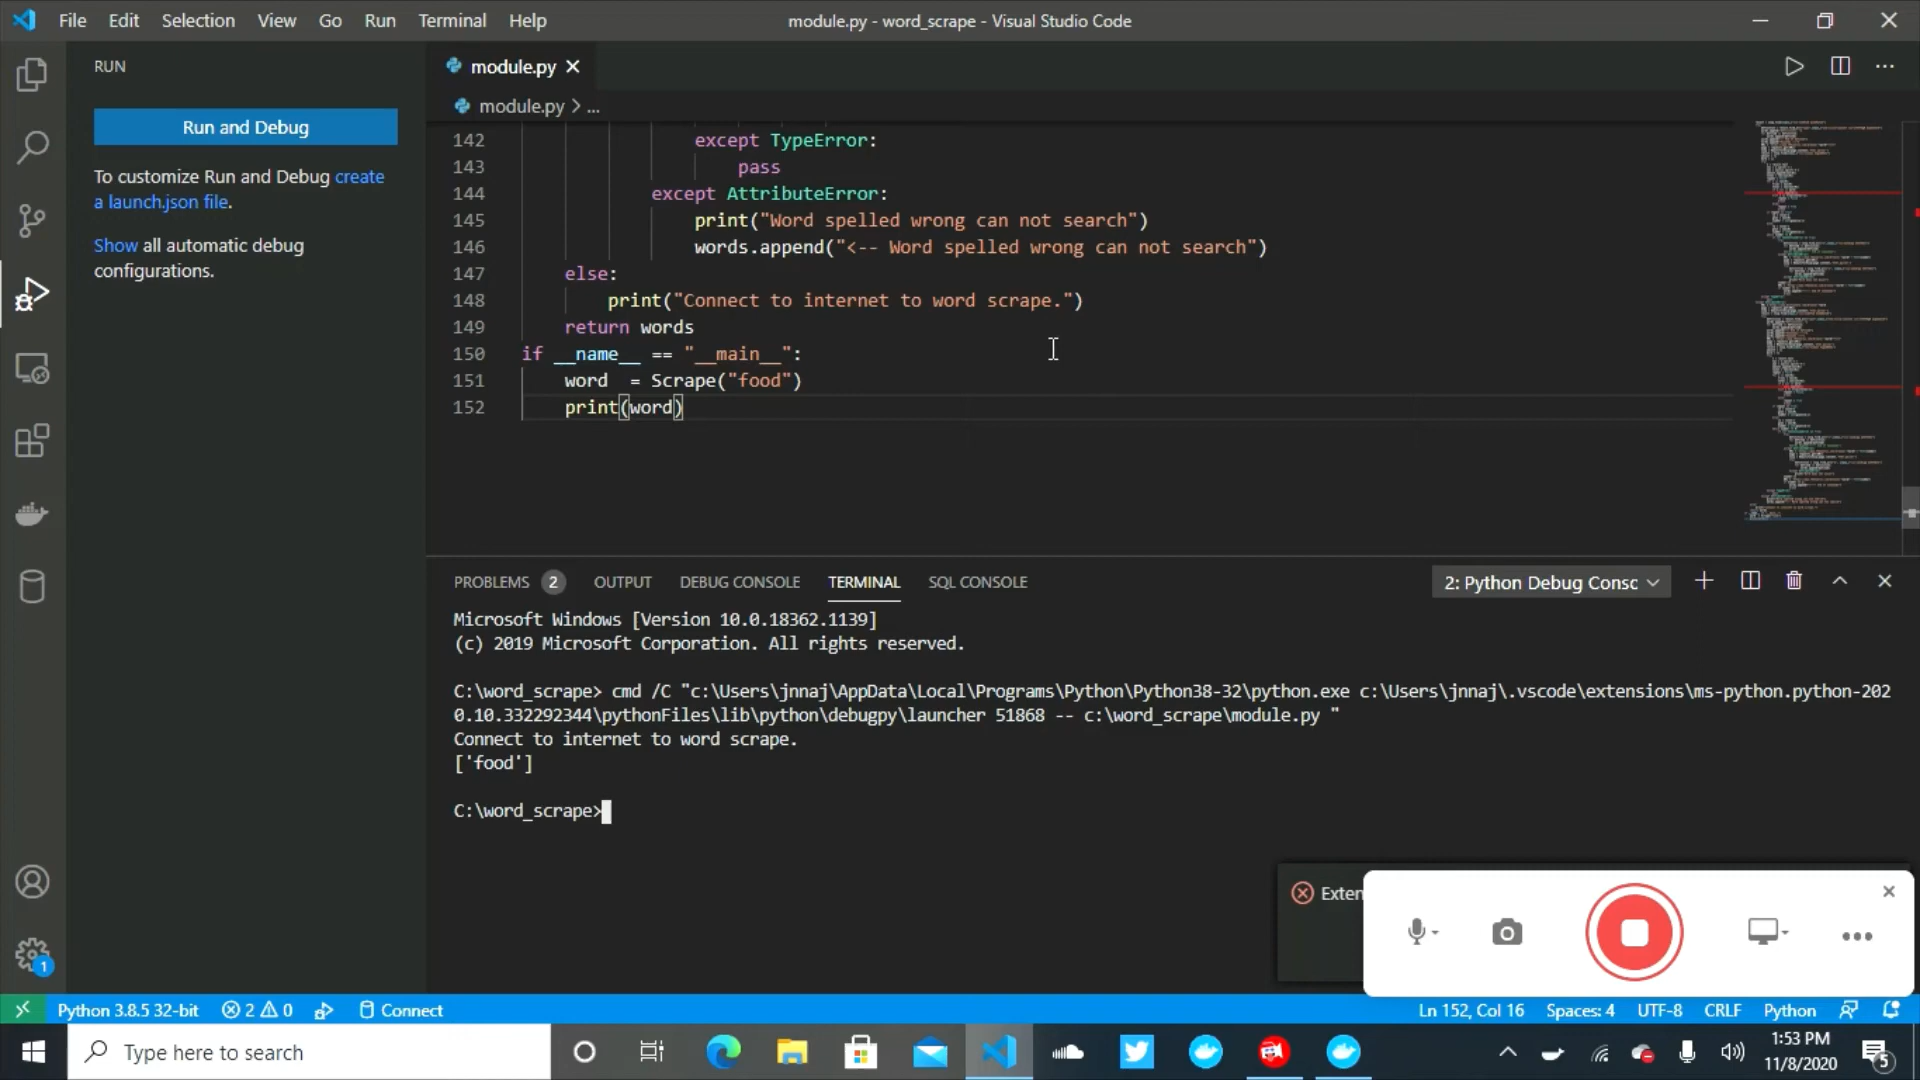 File Edit Selection View Go Run Terminal Help
module.py - word_scrape - Visual Studio Code
RUN
Run and Debug
To customize Run and Debug create
a launch.json file.
Show all automatic debug
configurations.
module.py
module.py > ...
142 except TypeError:
143 pass
144 except AttributeError:
145 print("Word spelled wrong can not search")
146 words.append("<-- Word spelled wrong can not search")
147 else:
148 print("Connect to internet to word scrape.")
149 return words
150 if __name__ == "__main__":
151 word  = Scrape("food")
152 print(word)
PROBLEMS 2 OUTPUT DEBUG CONSOLE TERMINAL SQL CONSOLE
2: Python Debug Consc
Microsoft Windows [Version 10.0.18362.1139]
(c) 2019 Microsoft Corporation. All rights reserved.
C:\word_scrape> cmd /C "c:\Users\jnnaj\AppData\Local\Programs\Python\Python38-32\python.exe c:\Users\jnnaj\.vscode\extensions\ms-python.python-202
0.10.332292344\pythonFiles\lib\python\debugpy\launcher 51868 -- c:\word_scrape\module.py "
Connect to internet to word scrape.
['food']
C:\word_scrape>
Exten
1
Python 3.8.5 32-bit 2 0 Connect
Ln 152, Col 16 Spaces: 4 UTF-8 CRLF Python
Type here to search
1:53 PM
11/8/2020
5